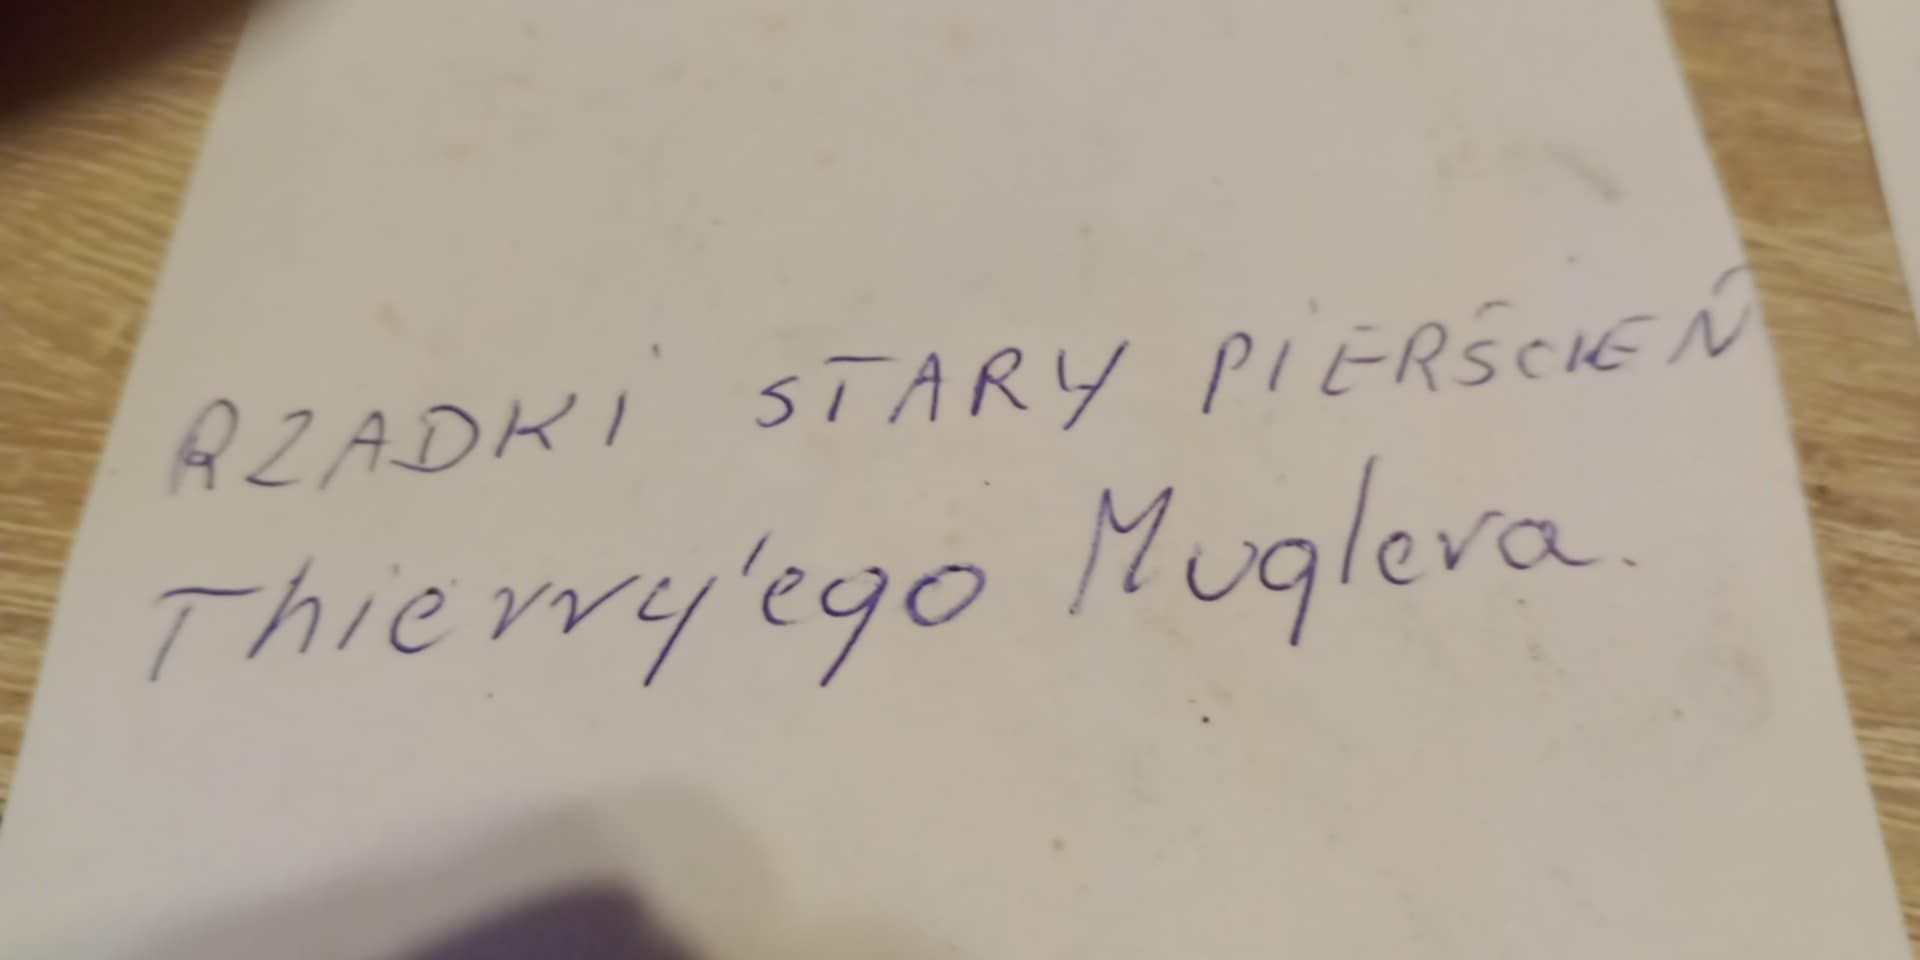 RZADKI STARY PIERŚCIEŃ
Thierry'ego Muglera.